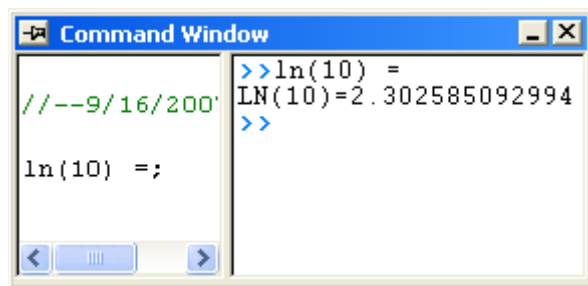 Command Window
//--9/16/200
ln(10) =;
>>ln(10) =
LN(10)=2.302585092994
>>